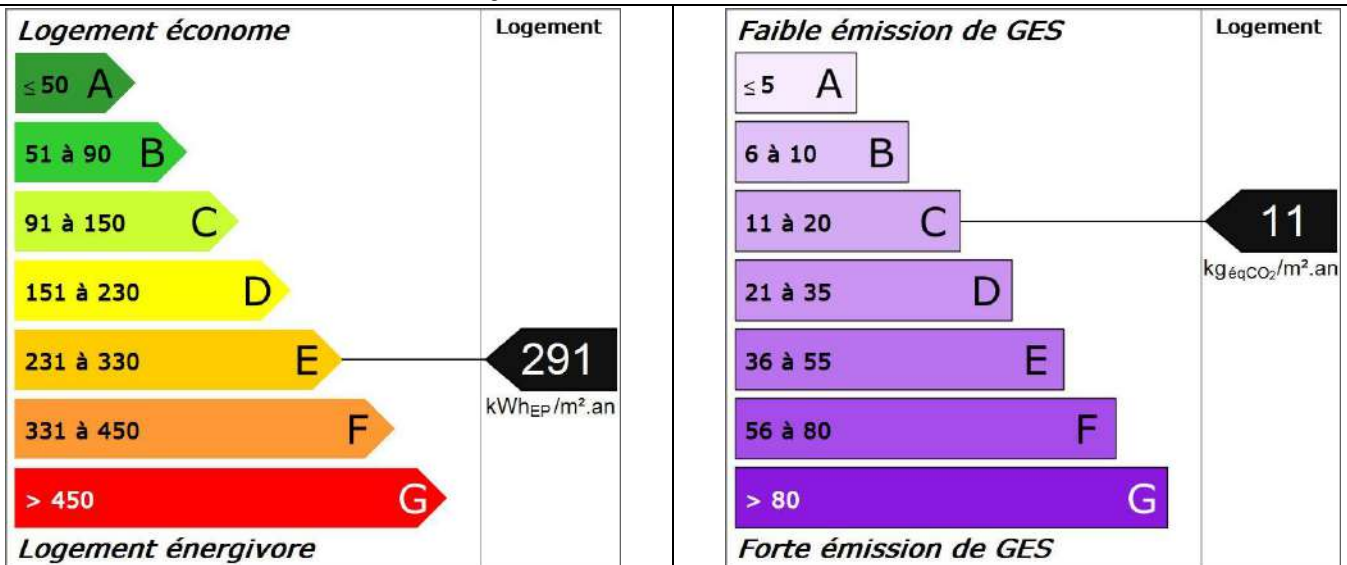 Logement économe
Logement
≤ 50 A
51 à 90 B
91 à 150 C
151 à 230 D
231 à 330 E
291
kWhEP/m².an
331 à 450 F
> 450 G
Logement énergivore
Faible émission de GES
Logement
≤ 5 A
6 à 10 B
11 à 20 C
11
kgéqCO₂/m².an
21 à 35 D
36 à 55 E
56 à 80 F
> 80 G
Forte émission de GES